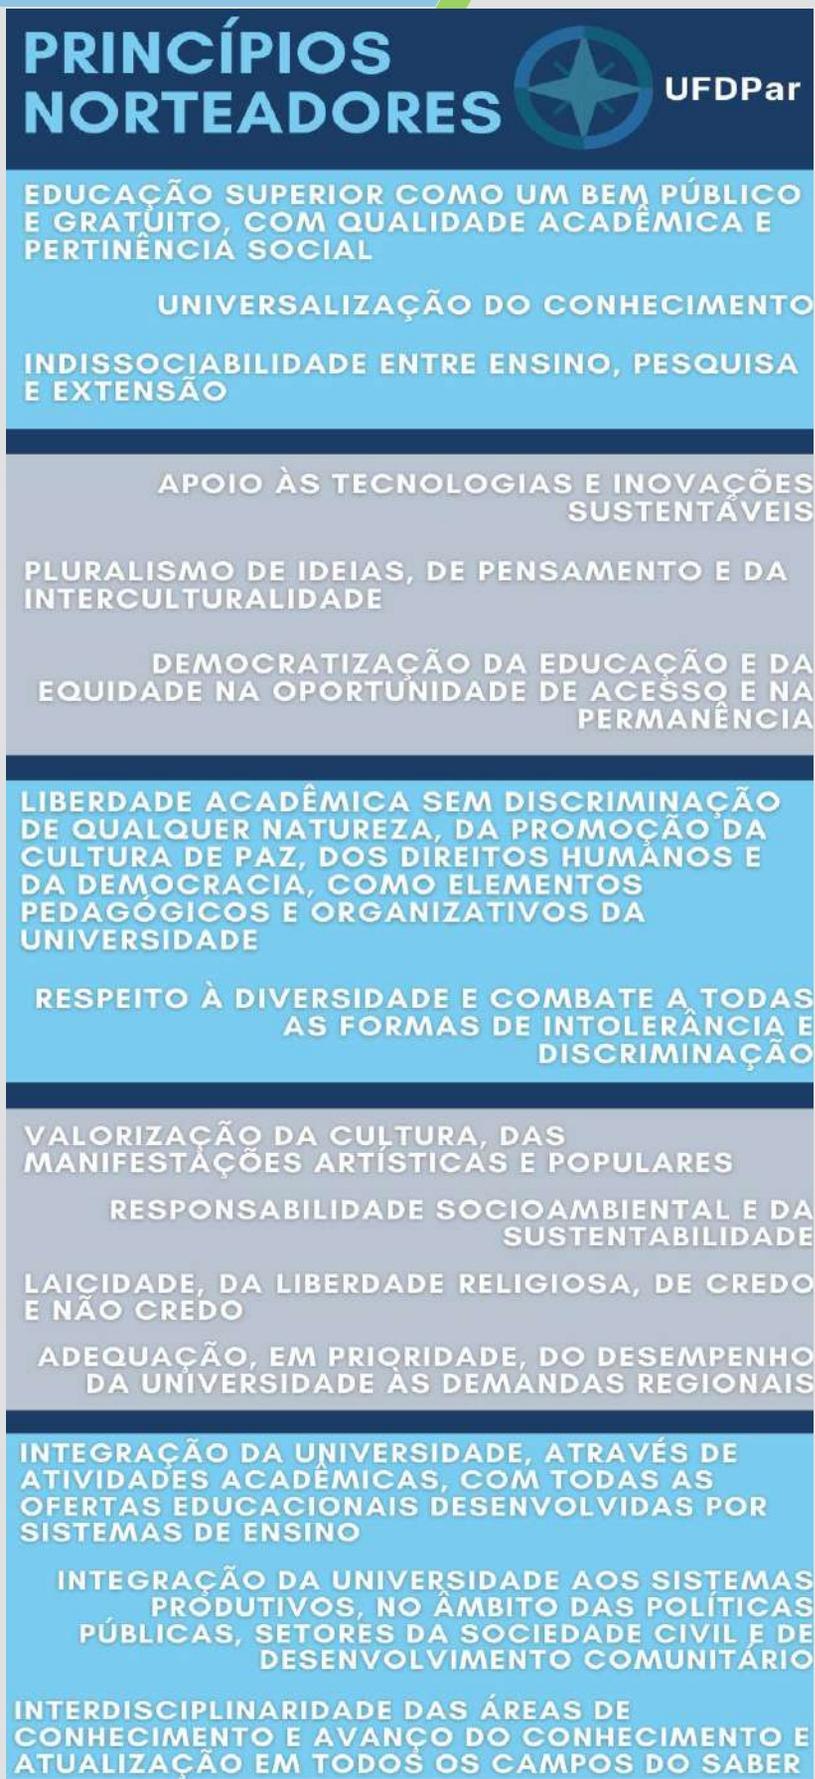 PRINCÍPIOS
NORTEADORES
UFDPar
EDUCAÇÃO SUPERIOR COMO UM BEM PÚBLICO
E GRATUITO, COM QUALIDADE ACADÊMICA E
PERTINÊNCIA SOCIAL
UNIVERSALIZAÇÃO DO CONHECIMENTO
INDISSOCIABILIDADE ENTRE ENSINO, PESQUISA
E EXTENSÃO
APOIO ÀS TECNOLOGIAS E INOVAÇÕES
SUSTENTÁVEIS
PLURALISMO DE IDEIAS, DE PENSAMENTO E DA
INTERCULTURALIDADE
DEMOCRATIZAÇÃO DA EDUCAÇÃO E DA
EQUIDADE NA OPORTUNIDADE DE ACESSO E NA
PERMANÊNCIA
LIBERDADE ACADÊMICA SEM DISCRIMINAÇÃO
DE QUALQUER NATUREZA, DA PROMOÇÃO DA
CULTURA DE PAZ, DOS DIREITOS HUMANOS E
DA DEMOCRACIA, COMO ELEMENTOS
PEDAGÓGICOS E ORGANIZATIVOS DA
UNIVERSIDADE
RESPEITO À DIVERSIDADE E COMBATE A TODAS
AS FORMAS DE INTOLERÂNCIA E
DISCRIMINAÇÃO
VALORIZAÇÃO DA CULTURA, DAS
MANIFESTAÇÕES ARTÍSTICAS E POPULARES
RESPONSABILIDADE SOCIOAMBIENTAL E DA
SUSTENTABILIDADE
LAICIDADE, DA LIBERDADE RELIGIOSA, DE CREDO
E NÃO CREDO
ADEQUAÇÃO, EM PRIORIDADE, DO DESEMPENHO
DA UNIVERSIDADE ÀS DEMANDAS REGIONAIS
INTEGRAÇÃO DA UNIVERSIDADE, ATRAVÉS DE
ATIVIDADES ACADÊMICAS, COM TODAS AS
OFERTAS EDUCACIONAIS DESENVOLVIDAS POR
SISTEMAS DE ENSINO
INTEGRAÇÃO DA UNIVERSIDADE AOS SISTEMAS
PRODUTIVOS, NO ÂMBITO DAS POLÍTICAS
PÚBLICAS, SETORES DA SOCIEDADE CIVIL E DE
DESENVOLVIMENTO COMUNITÁRIO
INTERDISCIPLINARIDADE DAS ÁREAS DE
CONHECIMENTO E AVANÇO DO CONHECIMENTO E
ATUALIZAÇÃO EM TODOS OS CAMPOS DO SABER